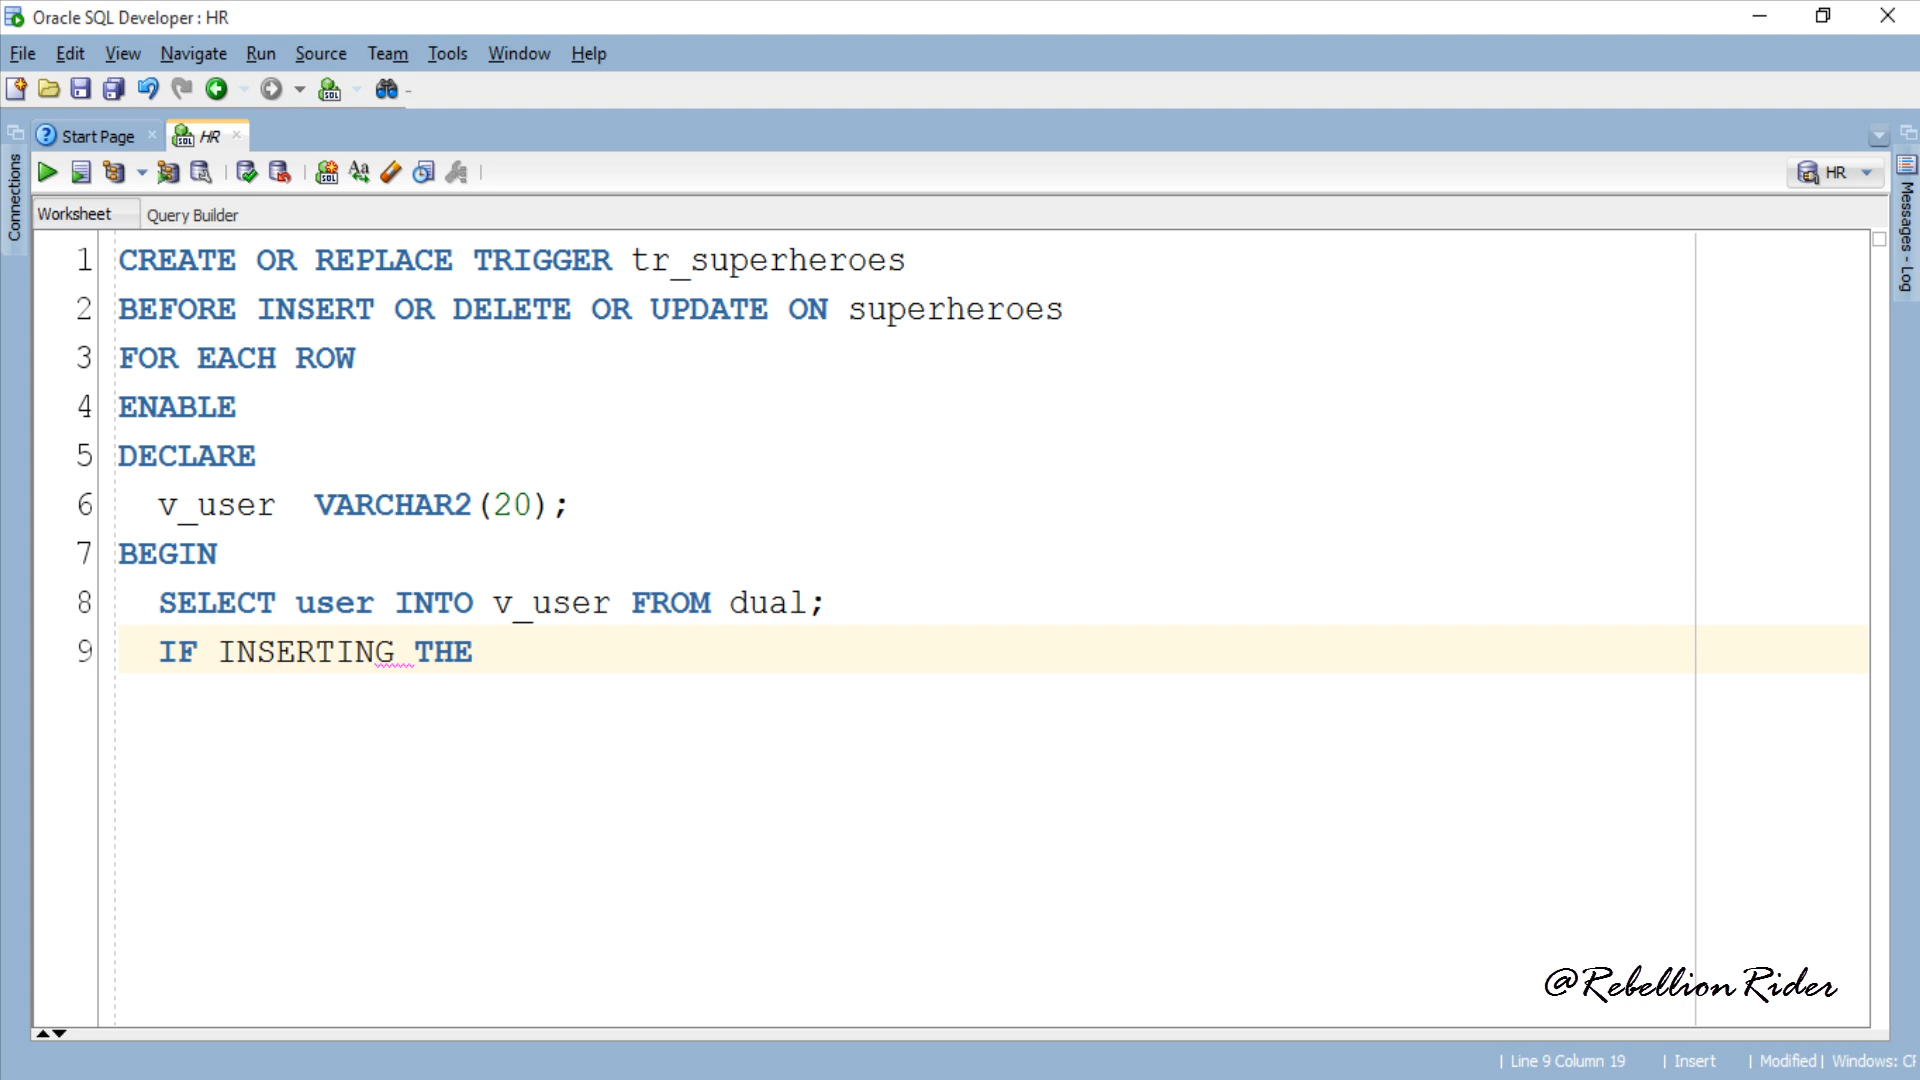 Oracle SQL Developer : HR
File Edit View Navigate Run Source Team Tools Window Help
Start Page HR
HR
Connections
Messages - Log
Worksheet Query Builder
1 CREATE OR REPLACE TRIGGER tr_superheroes
2 BEFORE INSERT OR DELETE OR UPDATE ON superheroes
3 FOR EACH ROW
4 ENABLE
5 DECLARE
6 v_user VARCHAR2(20);
7 BEGIN
8 SELECT user INTO v_user FROM dual;
9 IF INSERTING THE
@Rebellion Rider
| Line 9 Column 19 | Insert | Modified | Windows: CF